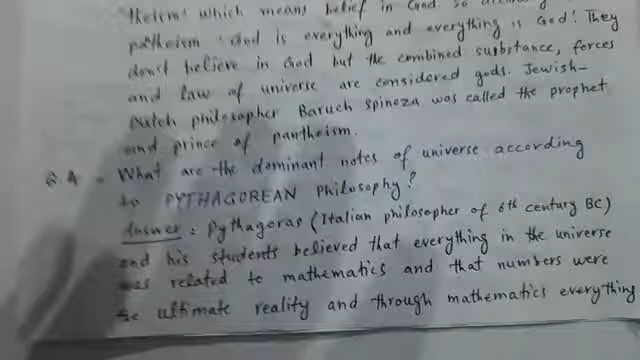 'theism' which means belief in God so
pantheism 'God is everything and everything is God'. They
don't believe in God but the combined substance, forces
and law of universe are considered gods. Jewish-
Dutch philosopher Baruch Spinoza was called the prophet
and prince of pantheism.
Q.4. What are the dominant notes of universe according
to PYTHAGOREAN Philosophy?
Answer: Pythagoras (Italian philosopher of 6th century BC)
and his students believed that everything in the universe
was related to mathematics and that numbers were
the ultimate reality and through mathematics everything